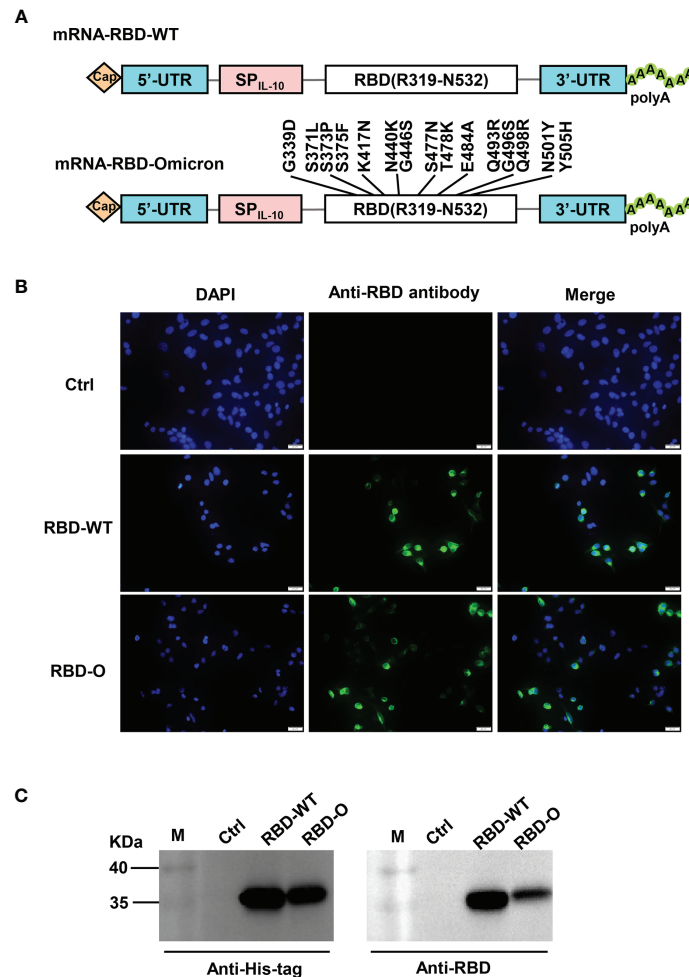 A
mRNA-RBD-WT
Cap 5’-UTR SPIL-10 RBD(R319-N532) 3’-UTR AAAAAAAA
polyA
mRNA-RBD-Omicron
G339D S371L S373P S375F K417N N440K G446S S477N T478K E484A Q493R G496S Q498R N501Y Y505H
Cap 5’-UTR SPIL-10 RBD(R319-N532) 3’-UTR AAAAAAAA
polyA
B
DAPI Anti-RBD antibody Merge
Ctrl
RBD-WT
RBD-O
C
KDa M Ctrl RBD-WT RBD-O M Ctrl RBD-WT RBD-O
40
35
Anti-His-tag Anti-RBD